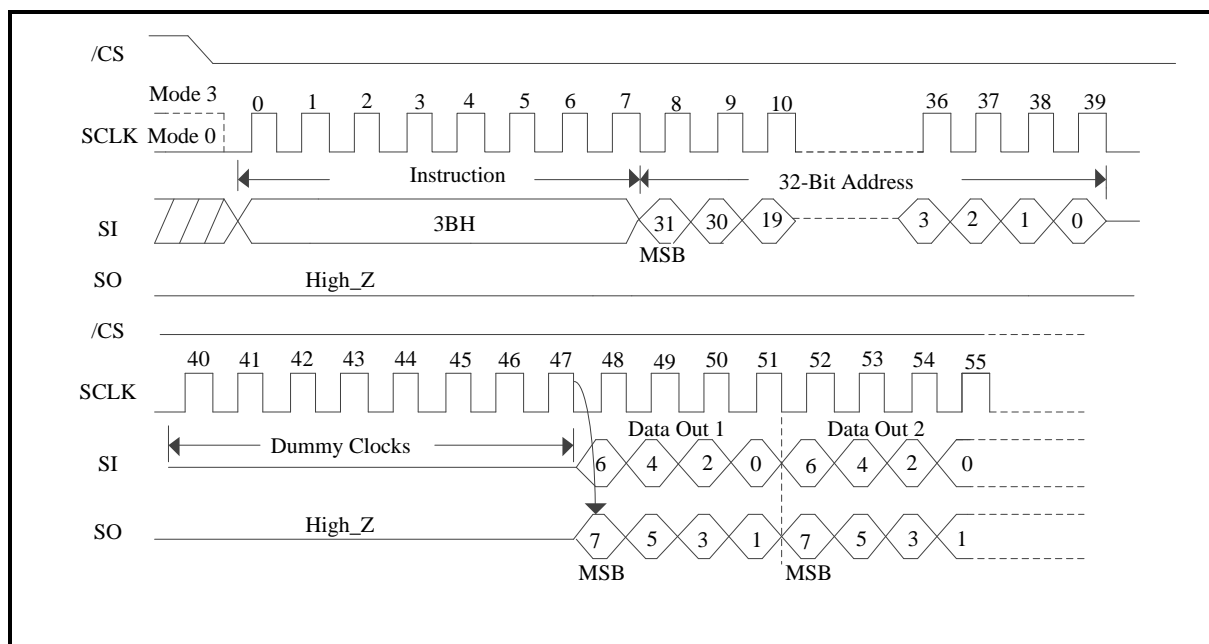 /CS
Mode 3
0 1 2 3 4 5 6 7 8 9 10 36 37 38 39
SCLK Mode 0
Instruction 32-Bit Address
SI 3BH 31 30 19 3 2 1 0
MSB
SO High_Z
/CS
40 41 42 43 44 45 46 47 48 49 50 51 52 53 54 55
SCLK
Dummy Clocks Data Out 1 Data Out 2
SI 6 4 2 0 6 4 2 0
SO High_Z 7 5 3 1 7 5 3 1
MSB MSB